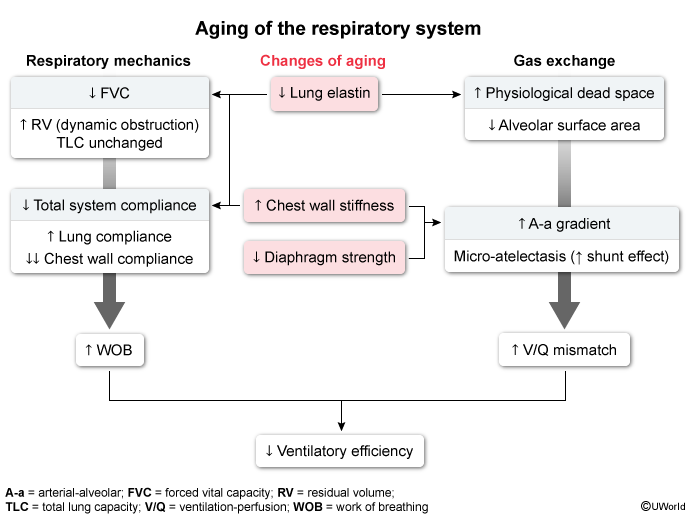 Aging of the respiratory system
Respiratory mechanics
Changes of aging
Gas exchange
↓ FVC
↑ RV (dynamic obstruction)
TLC unchanged
↓ Lung elastin
↑ Physiological dead space
↓ Alveolar surface area
↓ Total system compliance
↑ Lung compliance
↓↓ Chest wall compliance
↑ Chest wall stiffness
↓ Diaphragm strength
↑ A-a gradient
Micro-atelectasis (↑ shunt effect)
↑ WOB
↑ V/Q mismatch
↓ Ventilatory efficiency
A-a = arterial-alveolar; FVC = forced vital capacity; RV = residual volume;
TLC = total lung capacity; V/Q = ventilation-perfusion; WOB = work of breathing
©UWorld